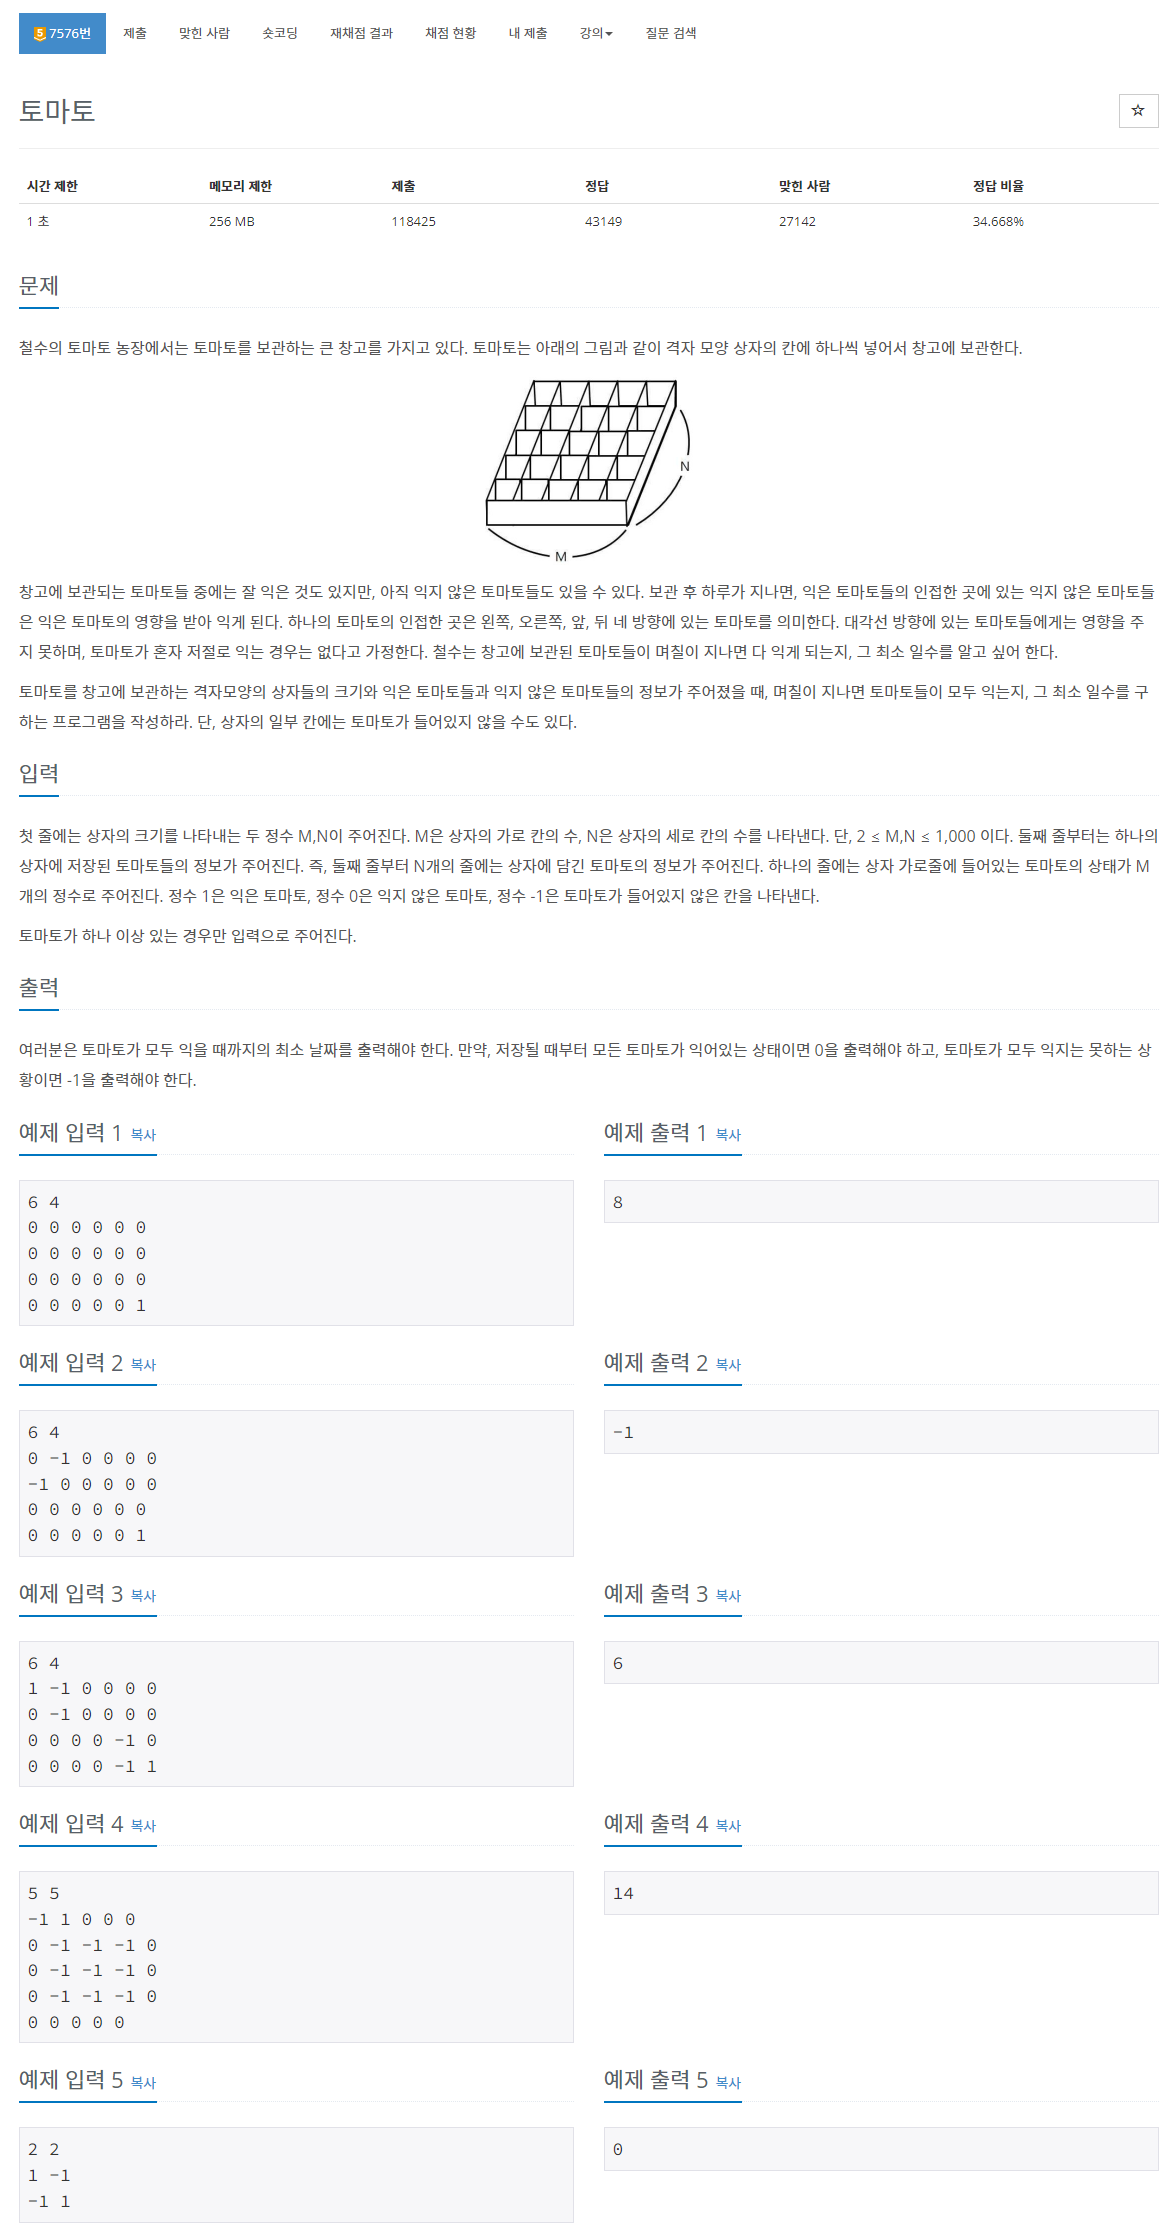 5 7576번 제출 맞힌 사람 숏코딩 재채점 결과 채점 현황 내 제출 강의 질문 검색
토마토
☆
시간 제한 메모리 제한 제출 정답 맞힌 사람 정답 비율
1 초 256 MB 118425 43149 27142 34.668%
문제
철수의 토마토 농장에서는 토마토를 보관하는 큰 창고를 가지고 있다. 토마토는 아래의 그림과 같이 격자 모양 상자의 칸에 하나씩 넣어서 창고에 보관한다.
N
M
창고에 보관되는 토마토들 중에는 잘 익은 것도 있지만, 아직 익지 않은 토마토들도 있을 수 있다. 보관 후 하루가 지나면, 익은 토마토들의 인접한 곳에 있는 익지 않은 토마토들
은 익은 토마토의 영향을 받아 익게 된다. 하나의 토마토의 인접한 곳은 왼쪽, 오른쪽, 앞, 뒤 네 방향에 있는 토마토를 의미한다. 대각선 방향에 있는 토마토들에게는 영향을 주
지 못하며, 토마토가 혼자 저절로 익는 경우는 없다고 가정한다. 철수는 창고에 보관된 토마토들이 며칠이 지나면 다 익게 되는지, 그 최소 일수를 알고 싶어 한다.
토마토를 창고에 보관하는 격자모양의 상자들의 크기와 익은 토마토들과 익지 않은 토마토들의 정보가 주어졌을 때, 며칠이 지나면 토마토들이 모두 익는지, 그 최소 일수를 구
하는 프로그램을 작성하라. 단, 상자의 일부 칸에는 토마토가 들어있지 않을 수도 있다.
입력
첫 줄에는 상자의 크기를 나타내는 두 정수 M,N이 주어진다. M은 상자의 가로 칸의 수, N은 상자의 세로 칸의 수를 나타낸다. 단, 2 ≤ M,N ≤ 1,000 이다. 둘째 줄부터는 하나의
상자에 저장된 토마토들의 정보가 주어진다. 즉, 둘째 줄부터 N개의 줄에는 상자에 담긴 토마토의 정보가 주어진다. 하나의 줄에는 상자 가로줄에 들어있는 토마토의 상태가 M
개의 정수로 주어진다. 정수 1은 익은 토마토, 정수 0은 익지 않은 토마토, 정수 -1은 토마토가 들어있지 않은 칸을 나타낸다.
토마토가 하나 이상 있는 경우만 입력으로 주어진다.
출력
여러분은 토마토가 모두 익을 때까지의 최소 날짜를 출력해야 한다. 만약, 저장될 때부터 모든 토마토가 익어있는 상태이면 0을 출력해야 하고, 토마토가 모두 익지는 못하는 상
황이면 -1을 출력해야 한다.
예제 입력 1 복사
6 4
0 0 0 0 0 0
0 0 0 0 0 0
0 0 0 0 0 0
0 0 0 0 0 1
예제 출력 1 복사
8
예제 입력 2 복사
6 4
0 -1 0 0 0 0
-1 0 0 0 0 0
0 0 0 0 0 0
0 0 0 0 0 1
예제 출력 2 복사
-1
예제 입력 3 복사
6 4
1 -1 0 0 0 0
0 -1 0 0 0 0
0 0 0 0 -1 0
0 0 0 0 -1 1
예제 출력 3 복사
6
예제 입력 4 복사
5 5
-1 1 0 0 0
0 -1 -1 -1 0
0 -1 -1 -1 0
0 -1 -1 -1 0
0 0 0 0 0
예제 출력 4 복사
14
예제 입력 5 복사
2 2
1 -1
-1 1
예제 출력 5 복사
0